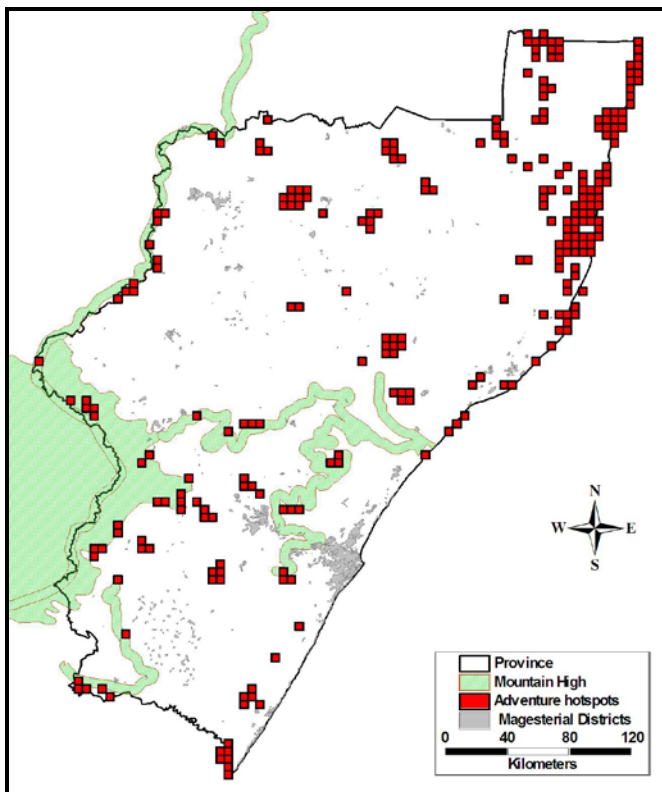 N
W E
S
Province
Mountain High
Adventure hotspots
Magesterial Districts
0 40 80 120
Kilometers